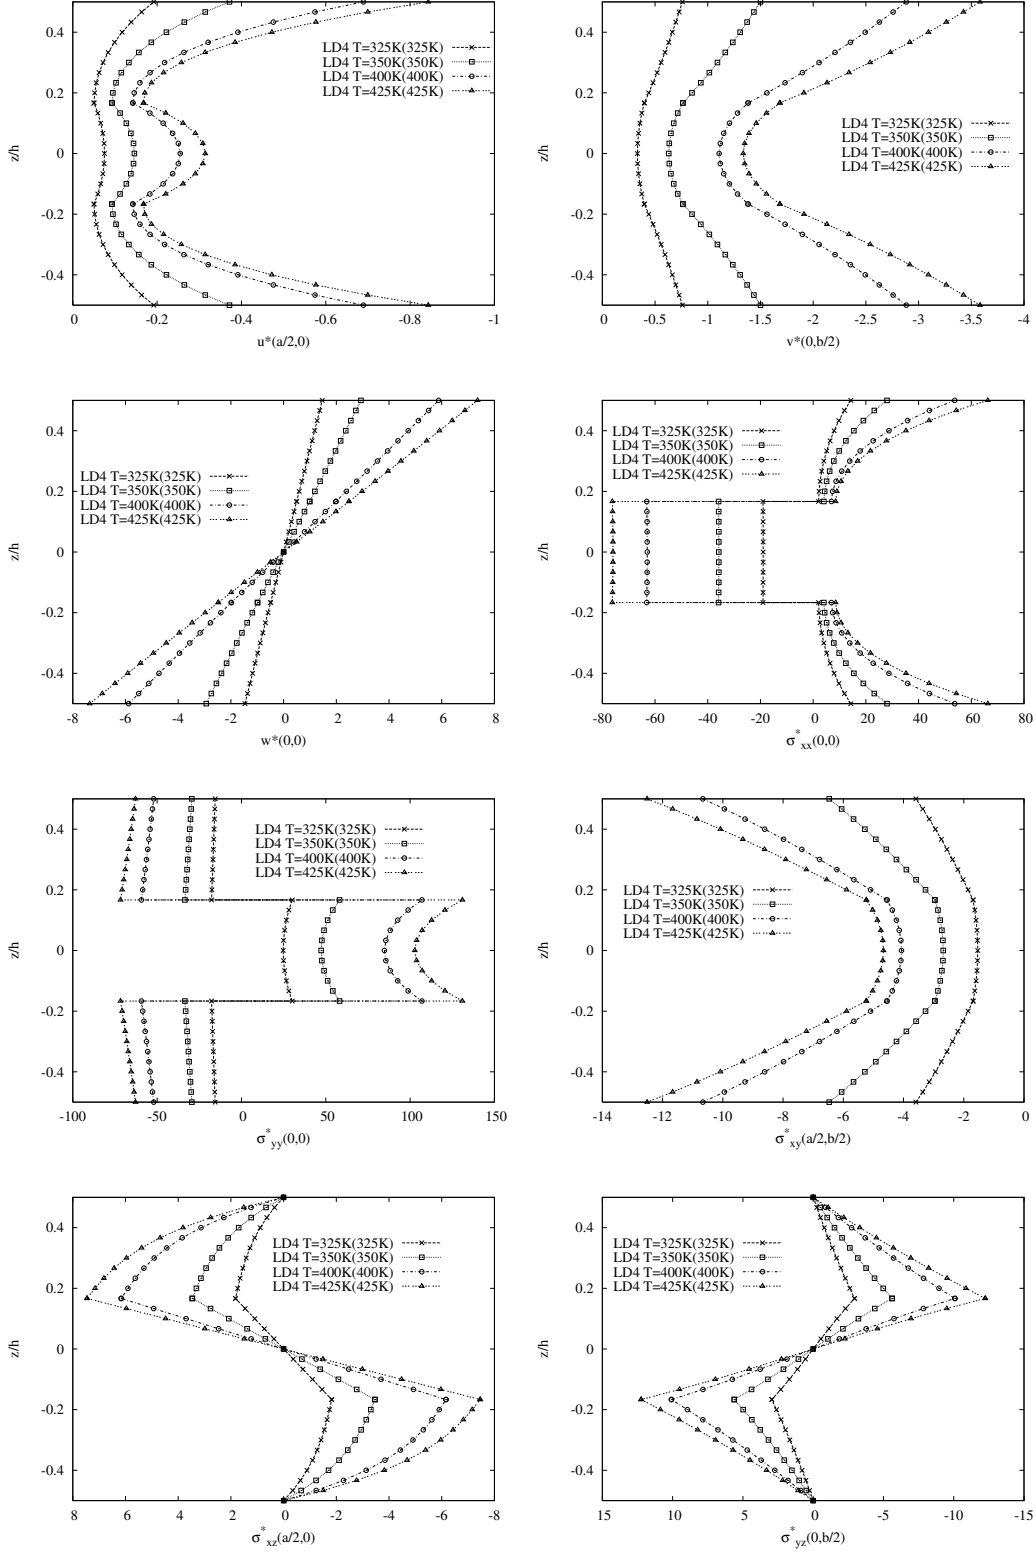 z/h
0.4
0.2
0
-0.2
-0.4
LD4 T=325K(325K)
LD4 T=350K(350K)
LD4 T=400K(400K)
LD4 T=425K(425K)
0 -0.2 -0.4 -0.6 -0.8 -1
u*(a/2,0)
z/h
0.4
0.2
0
-0.2
-0.4
LD4 T=325K(325K)
LD4 T=350K(350K)
LD4 T=400K(400K)
LD4 T=425K(425K)
0 -0.5 -1 -1.5 -2 -2.5 -3 -3.5 -4
v*(0,b/2)
z/h
0.4
0.2
0
-0.2
-0.4
LD4 T=325K(325K)
LD4 T=350K(350K)
LD4 T=400K(400K)
LD4 T=425K(425K)
-8 -6 -4 -2 0 2 4 6 8
w*(0,0)
z/h
0.4
0.2
0
-0.2
-0.4
LD4 T=325K(325K)
LD4 T=350K(350K)
LD4 T=400K(400K)
LD4 T=425K(425K)
-80 -60 -40 -20 0 20 40 60 80
σ*xx(0,0)
z/h
0.4
0.2
0
-0.2
-0.4
LD4 T=325K(325K)
LD4 T=350K(350K)
LD4 T=400K(400K)
LD4 T=425K(425K)
-100 -50 0 50 100 150
σ*yy(0,0)
z/h
0.4
0.2
0
-0.2
-0.4
LD4 T=325K(325K)
LD4 T=350K(350K)
LD4 T=400K(400K)
LD4 T=425K(425K)
-14 -12 -10 -8 -6 -4 -2 0
σ*xy(a/2,b/2)
z/h
0.4
0.2
0
-0.2
-0.4
LD4 T=325K(325K)
LD4 T=350K(350K)
LD4 T=400K(400K)
LD4 T=425K(425K)
8 6 4 2 0 -2 -4 -6 -8
σ*xz(a/2,0)
z/h
0.4
0.2
0
-0.2
-0.4
LD4 T=325K(325K)
LD4 T=350K(350K)
LD4 T=400K(400K)
LD4 T=425K(425K)
15 10 5 0 -5 -10 -15
σ*yz(0,b/2)